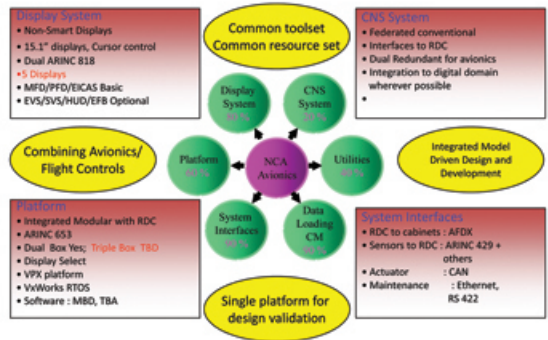 Display System
• Non-Smart Displays
• 15.1" displays, Cursor control
• Dual ARINC 818
•5 Displays
• MFD/PFD/EICAS Basic
• EVS/SVS/HUD/EFB Optional
Common toolset
Common resource set
CNS System
• Federated conventional
• Interfaces to RDC
• Dual Redundant for avionics
• Integration to digital domain
wherever possible
•
Display
System
CNS
System
Combining Avionics/
Flight Controls
Platform
NCA
Avionics
Utilities
Integrated Model
Driven Design and
Development
System
Interfaces
Data
Loading
CM
Platform
• Integrated Modular with RDC
• ARINC 653
• Dual Box Yes; Triple Box TBD
• Display Select
• VPX platform
• VxWorks RTOS
• Software : MBD, TBA
System Interfaces
• RDC to cabinets : AFDX
• Sensors to RDC : ARINC 429 +
others
• Actuator : CAN
• Maintenance : Ethernet,
RS 422
Single platform for
design validation